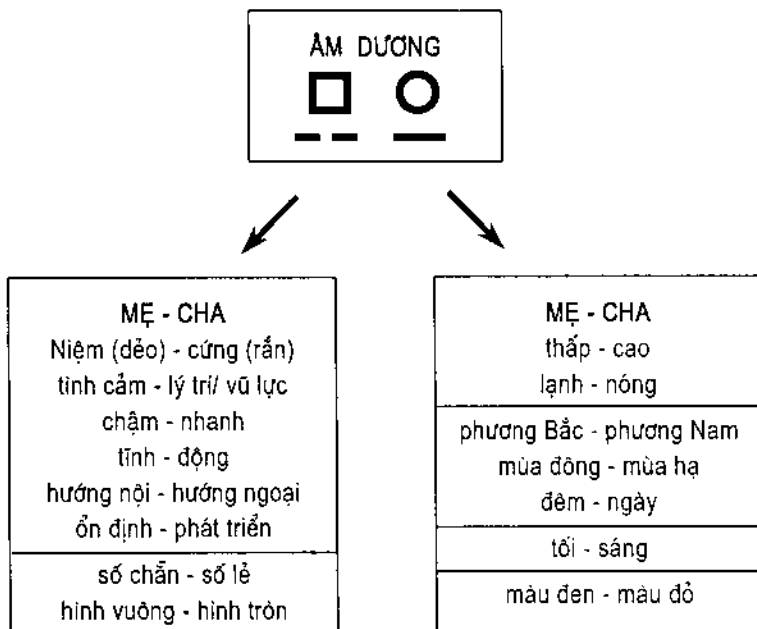 ÂM DƯƠNG
MẸ - CHA
Niệm (dẻo) - cứng (rắn)
tình cảm - lý trí/ vũ lực
chậm - nhanh
tĩnh - động
hướng nội - hướng ngoại
ổn định - phát triển
số chẵn - số lẻ
hình vuông - hình tròn
MẸ - CHA
thấp - cao
lạnh - nóng
phương Bắc - phương Nam
mùa đông - mùa hạ
đêm - ngày
tối - sáng
màu đen - màu đỏ